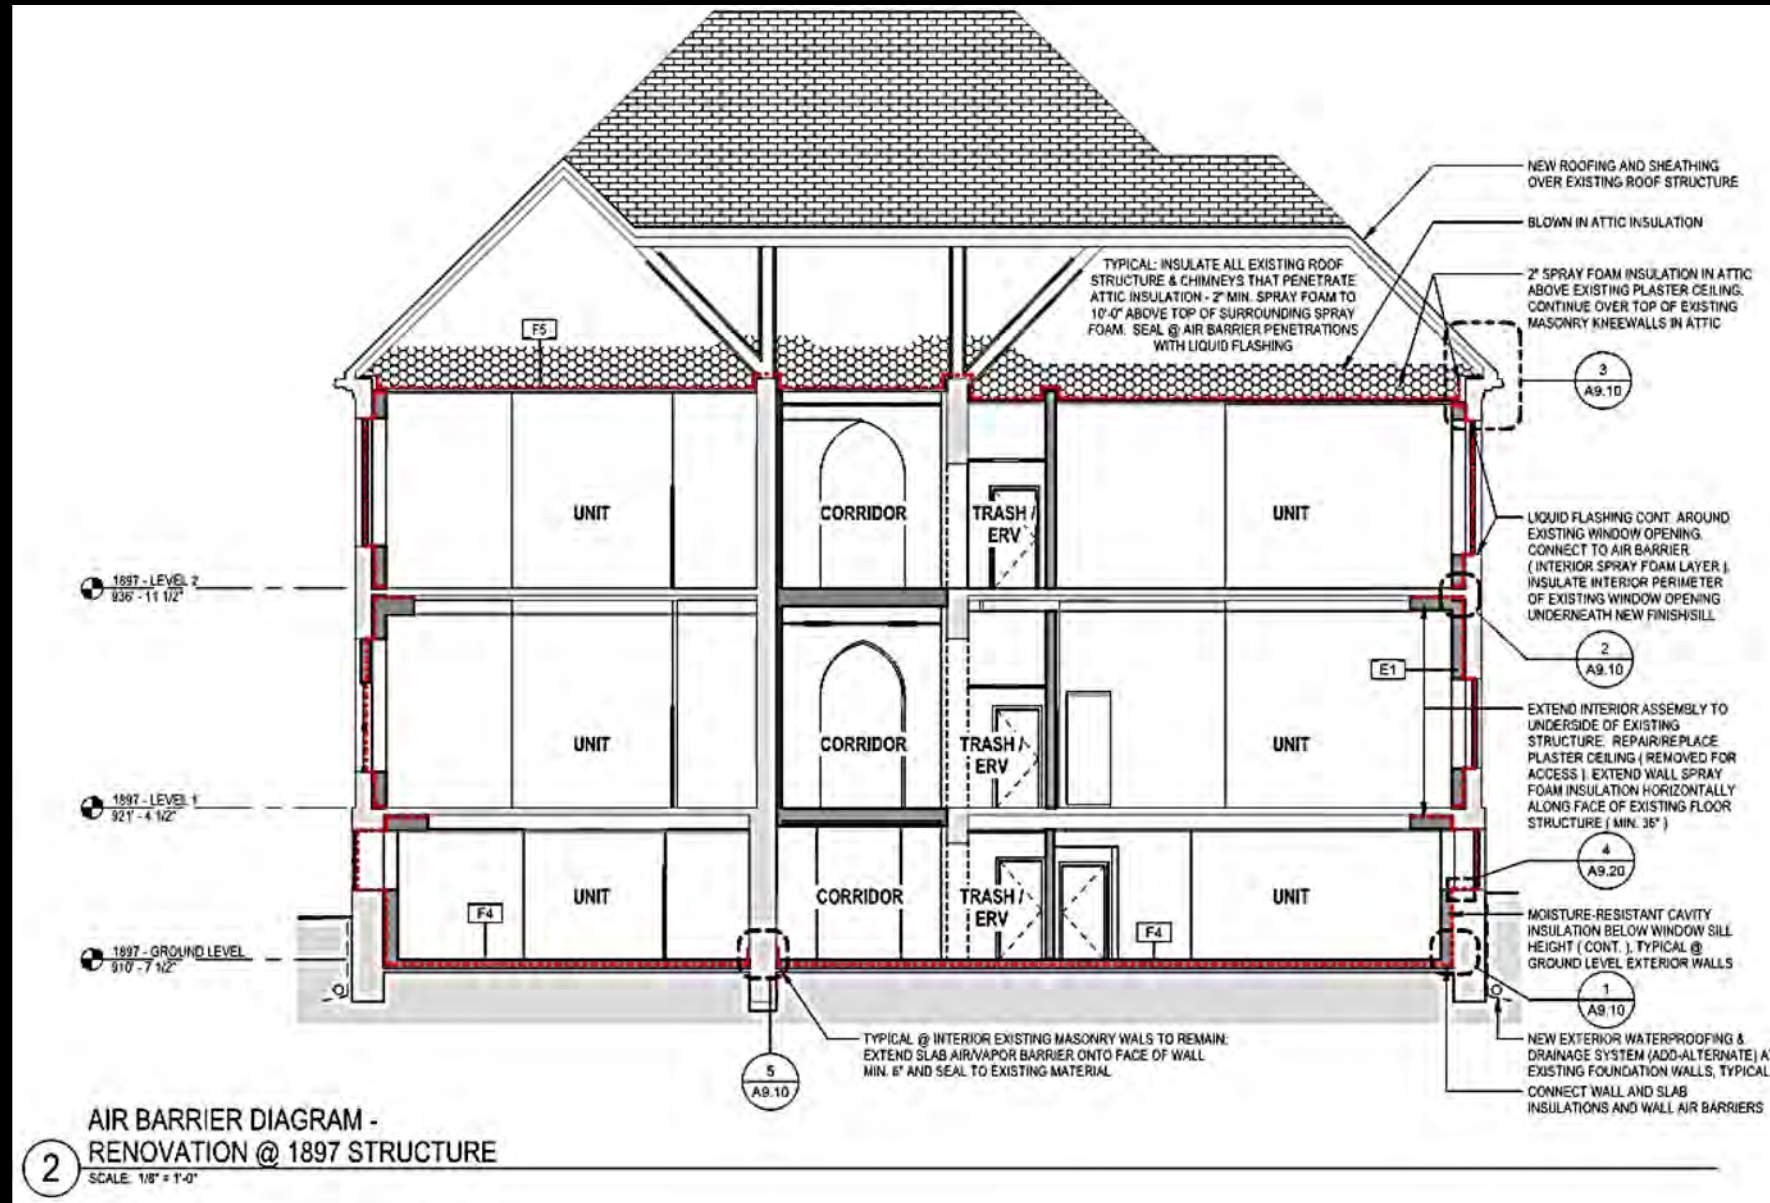 NEW ROOFING AND SHEATHING
OVER EXISTING ROOF STRUCTURE
BLOWN IN ATTIC INSULATION
TYPICAL: INSULATE ALL EXISTING ROOF
STRUCTURE & CHIMNEYS THAT PENETRATE
ATTIC INSULATION - 2" MIN. SPRAY FOAM TO
10'-0" ABOVE TOP OF SURROUNDING SPRAY
FOAM. SEAL @ AIR BARRIER PENETRATIONS
WITH LIQUID FLASHING
2" SPRAY FOAM INSULATION IN ATTIC
ABOVE EXISTING PLASTER CEILING.
CONTINUE OVER TOP OF EXISTING
MASONRY KNEEWALLS IN ATTIC
F5
3
A9.10
UNIT
CORRIDOR
TRASH /
ERV
UNIT
LIQUID FLASHING CONT. AROUND
EXISTING WINDOW OPENING.
CONNECT TO AIR BARRIER
( INTERIOR SPRAY FOAM LAYER ).
INSULATE INTERIOR PERIMETER
OF EXISTING WINDOW OPENING
UNDERNEATH NEW FINISH/SILL
1897 - LEVEL 2
936' - 11 1/2"
2
A9.10
E1
UNIT
CORRIDOR
TRASH /
ERV
UNIT
EXTEND INTERIOR ASSEMBLY TO
UNDERSIDE OF EXISTING
STRUCTURE. REPAIR/REPLACE
PLASTER CEILING ( REMOVED FOR
ACCESS ). EXTEND WALL SPRAY
FOAM INSULATION HORIZONTALLY
ALONG FACE OF EXISTING FLOOR
STRUCTURE ( MIN. 36" )
1897 - LEVEL 1
921' - 4 1/2"
4
A9.20
UNIT
CORRIDOR
TRASH /
ERV
UNIT
F4
F4
MOISTURE-RESISTANT CAVITY
INSULATION BELOW WINDOW SILL
HEIGHT ( CONT. ), TYPICAL @
GROUND LEVEL EXTERIOR WALLS
1897 - GROUND LEVEL
910' - 7 1/2"
1
A9.10
TYPICAL @ INTERIOR EXISTING MASONRY WALS TO REMAIN:
EXTEND SLAB AIR/VAPOR BARRIER ONTO FACE OF WALL
MIN. 6" AND SEAL TO EXISTING MATERIAL
5
A9.10
NEW EXTERIOR WATERPROOFING &
DRAINAGE SYSTEM (ADD-ALTERNATE) A
EXISTING FOUNDATION WALLS, TYPICAL
CONNECT WALL AND SLAB
INSULATIONS AND WALL AIR BARRIERS
2
AIR BARRIER DIAGRAM -
RENOVATION @ 1897 STRUCTURE
SCALE: 1/8" = 1'-0"